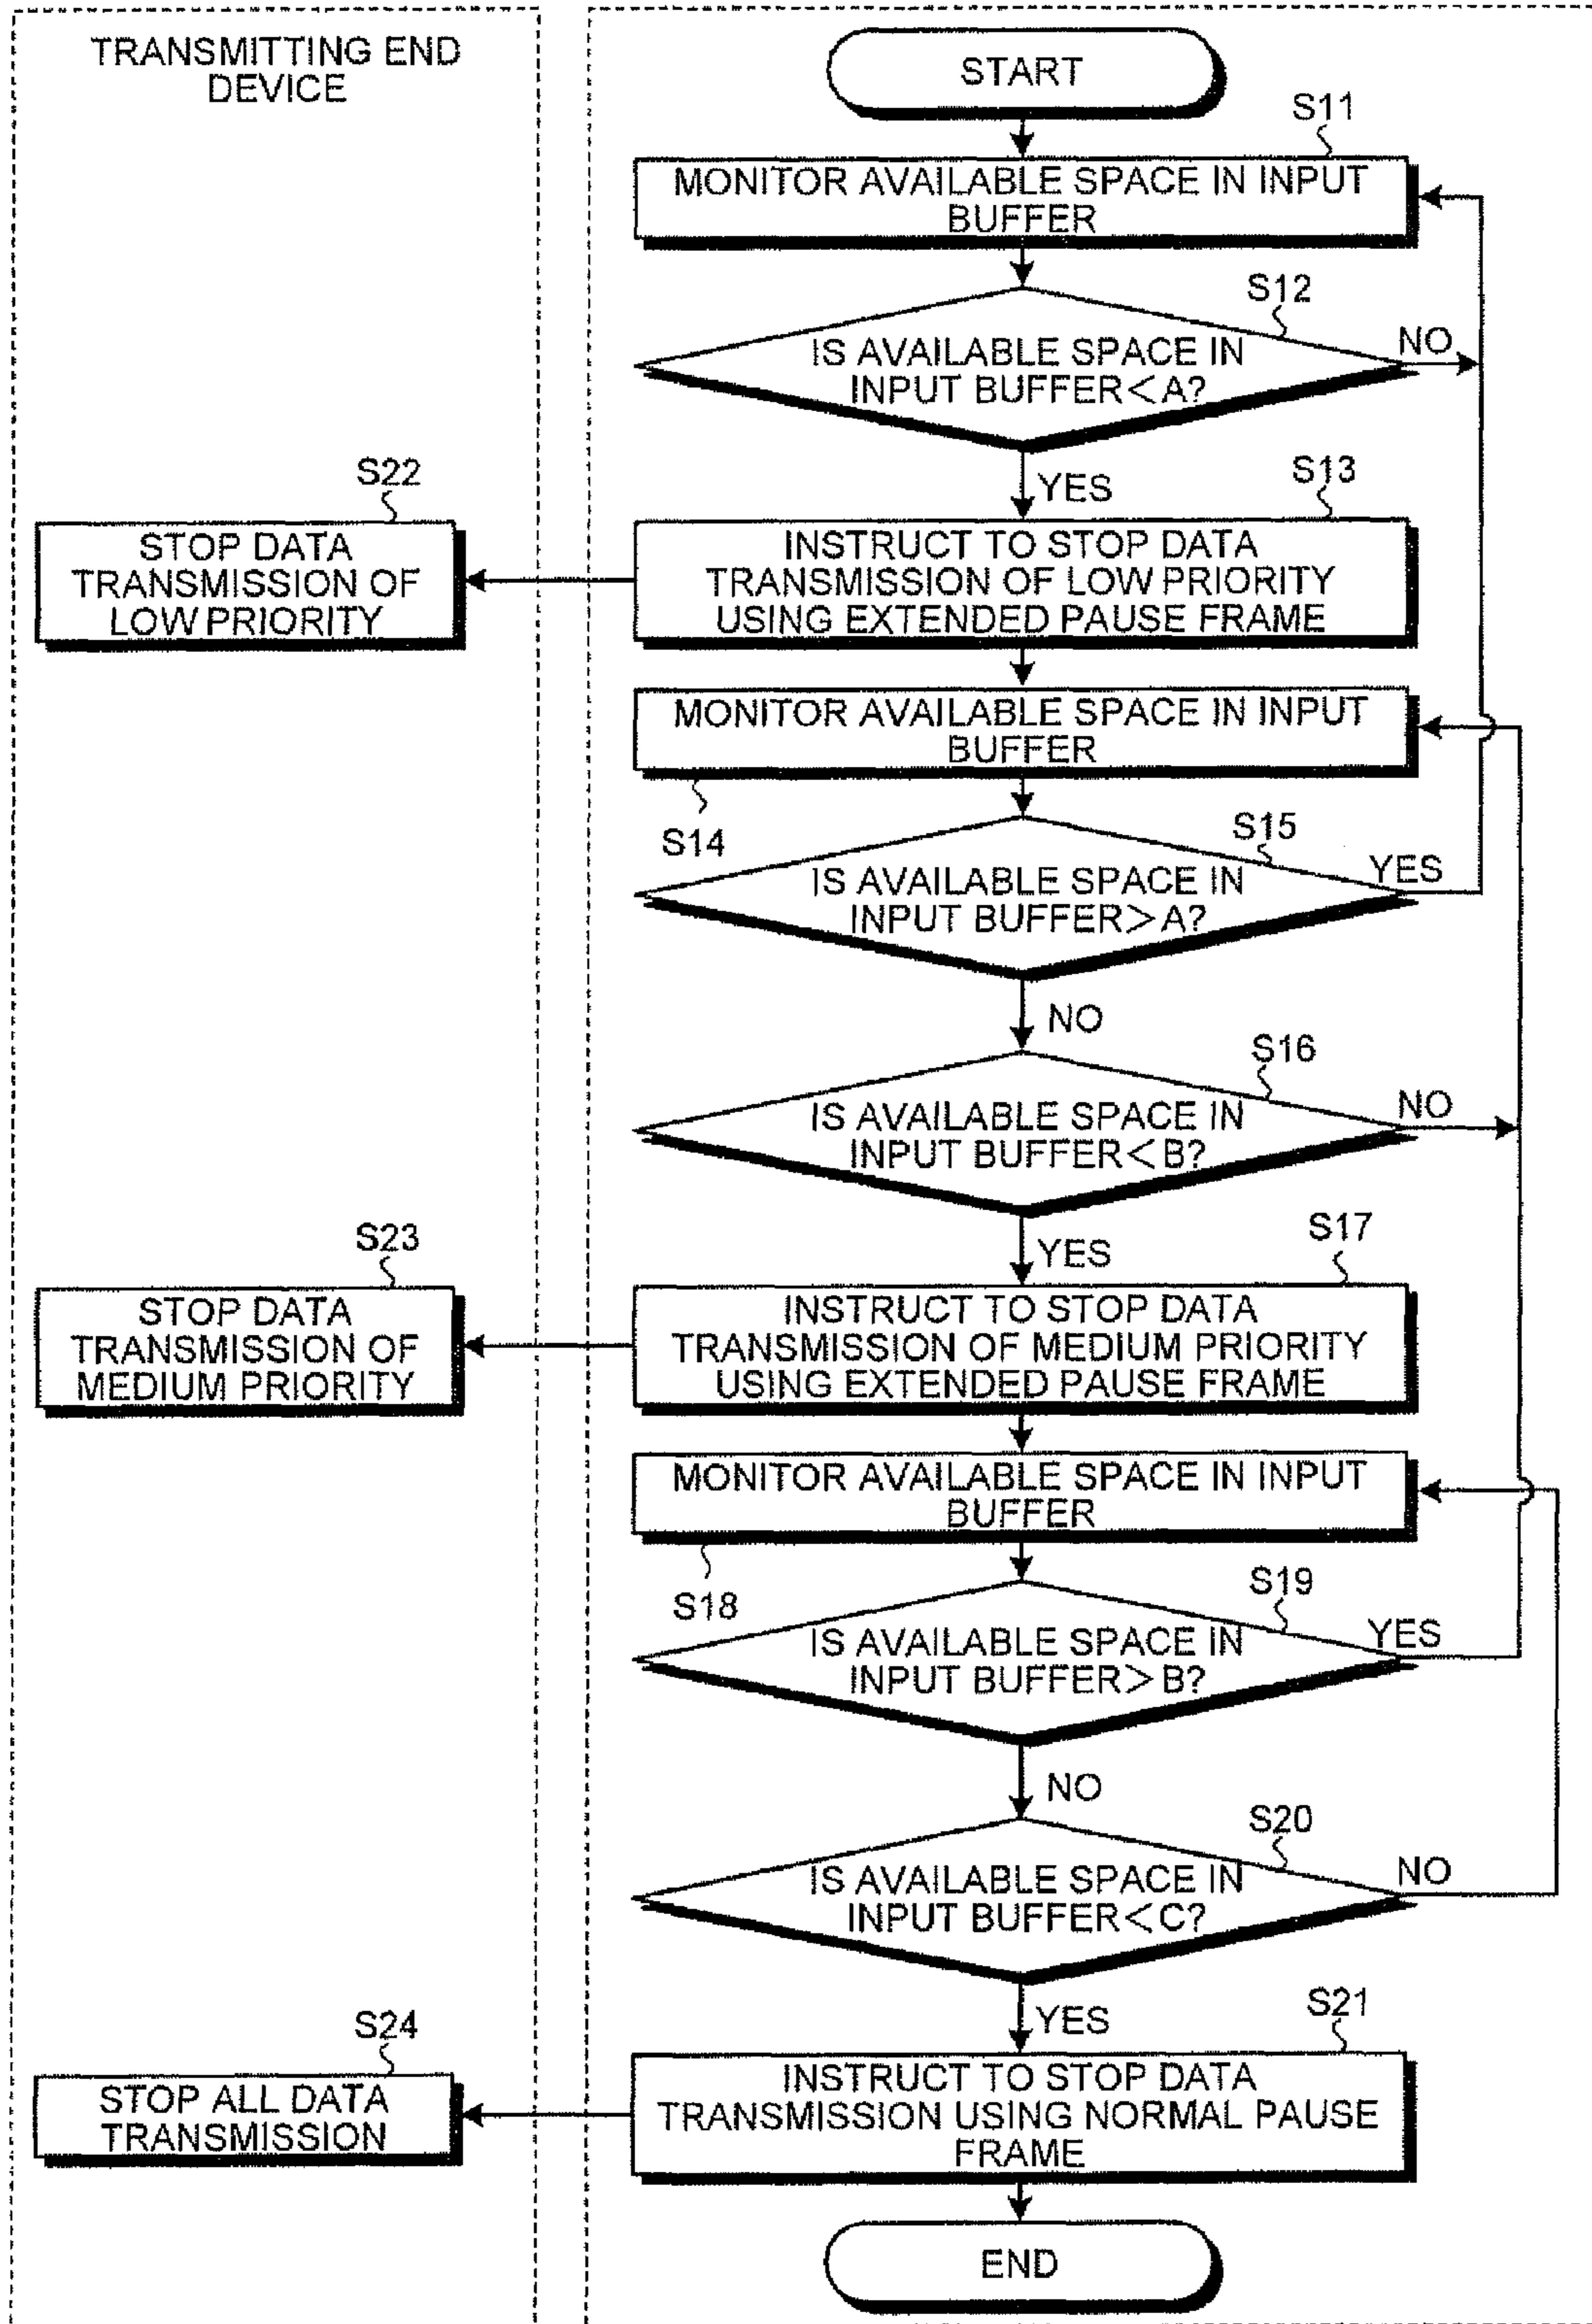 TRANSMITTING END
DEVICE
START
S11
MONITOR AVAILABLE SPACE IN INPUT
BUFFER
S12
IS AVAILABLE SPACE IN
INPUT BUFFER<A?
NO
YES
S13
INSTRUCT TO STOP DATA
TRANSMISSION OF LOW PRIORITY
USING EXTENDED PAUSE FRAME
S22
STOP DATA
TRANSMISSION OF
LOW PRIORITY
MONITOR AVAILABLE SPACE IN INPUT
BUFFER
S14
S15
IS AVAILABLE SPACE IN
INPUT BUFFER>A?
YES
NO
S16
IS AVAILABLE SPACE IN
INPUT BUFFER<B?
NO
YES
S17
INSTRUCT TO STOP DATA
TRANSMISSION OF MEDIUM PRIORITY
USING EXTENDED PAUSE FRAME
S23
STOP DATA
TRANSMISSION OF
MEDIUM PRIORITY
MONITOR AVAILABLE SPACE IN INPUT
BUFFER
S18
S19
IS AVAILABLE SPACE IN
INPUT BUFFER>B?
YES
NO
S20
IS AVAILABLE SPACE IN
INPUT BUFFER<C?
NO
YES
S21
INSTRUCT TO STOP DATA
TRANSMISSION USING NORMAL PAUSE
FRAME
S24
STOP ALL DATA
TRANSMISSION
END